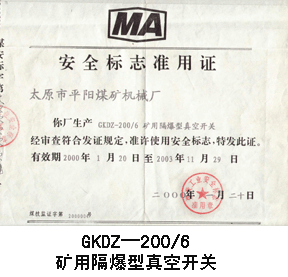 MA
安全标志准用证
太原市平阳煤矿机械厂
你厂生产 GKDZ-200/6 矿用隔爆型真空开关
经审查符合发证规定，准许使用安全标志，特发此证。
有效期 2000 年 1 月 20 日至 2003 年 11 月 29 日
二000年一月二十日
GKDZ—200/6
矿用隔爆型真空开关